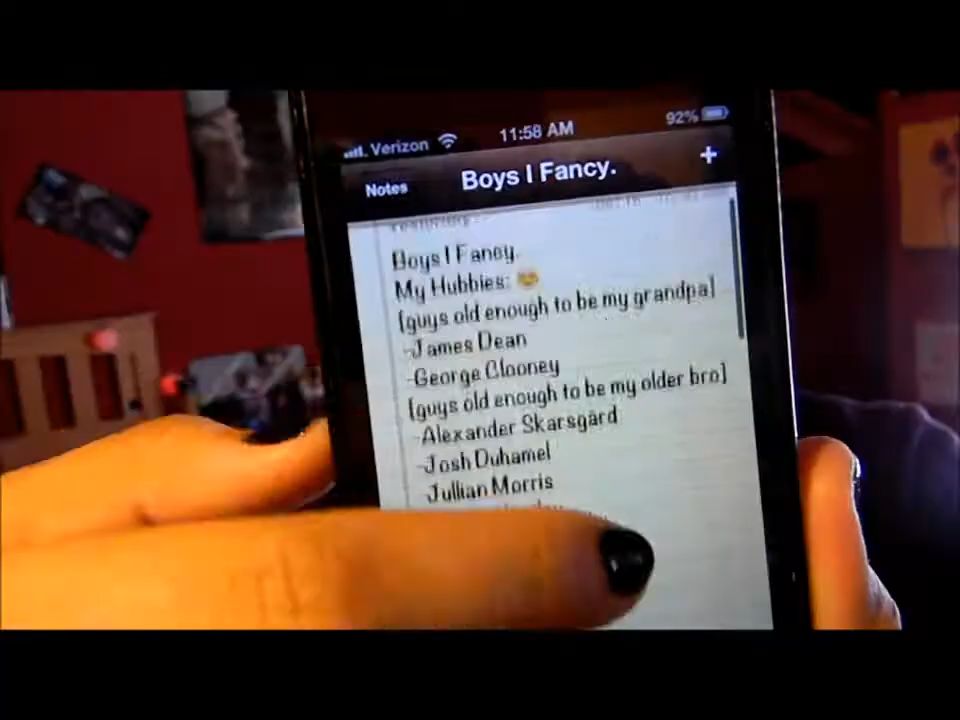 Verizon 11:58 AM 92%
Notes Boys I Fancy. +
Boys I Fancy.
My Hubbies: 😍
[guys old enough to be my grandpa]
-James Dean
-George Clooney
[guys old enough to be my older bro]
-Alexander Skarsgard
-Josh Duhamel
-Jullian Morris